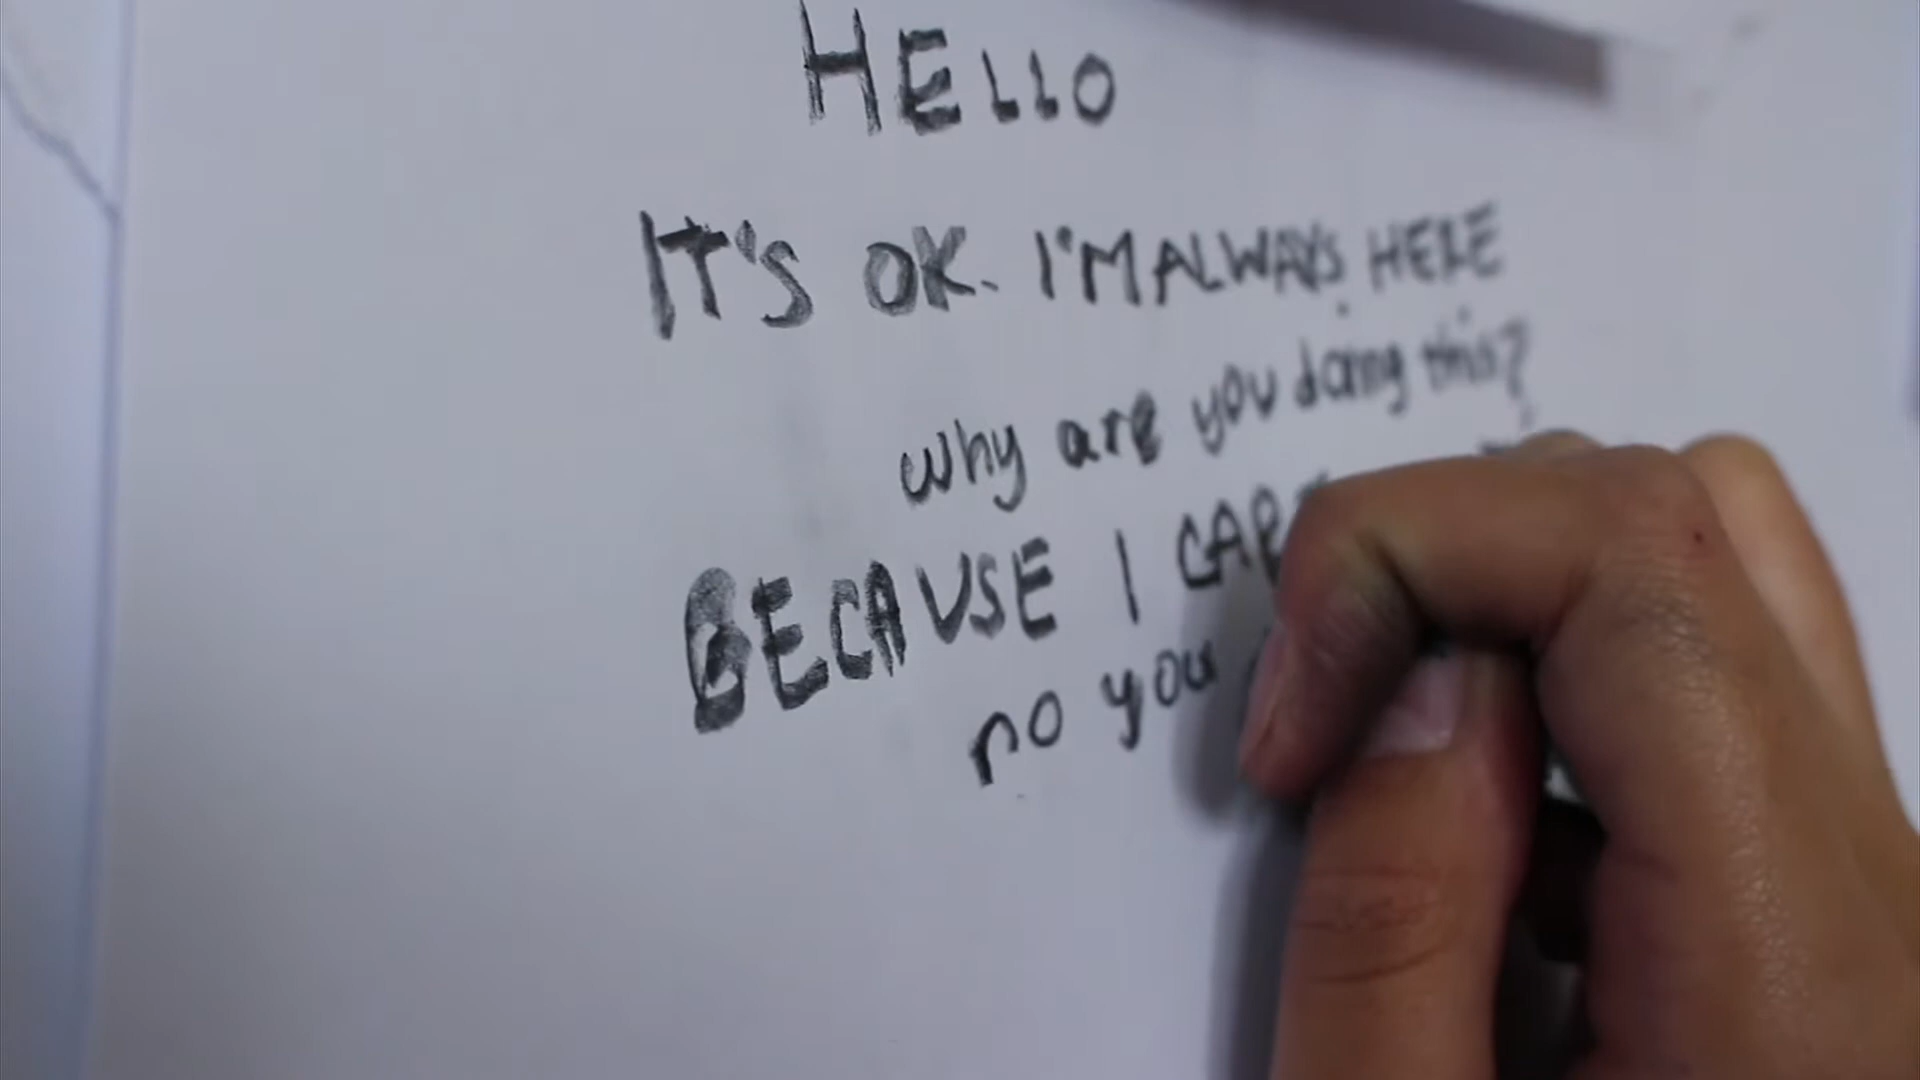 HELLO
IT'S OK. I'M ALWAYS HERE
why are you doing this?
BECAUSE I
no you